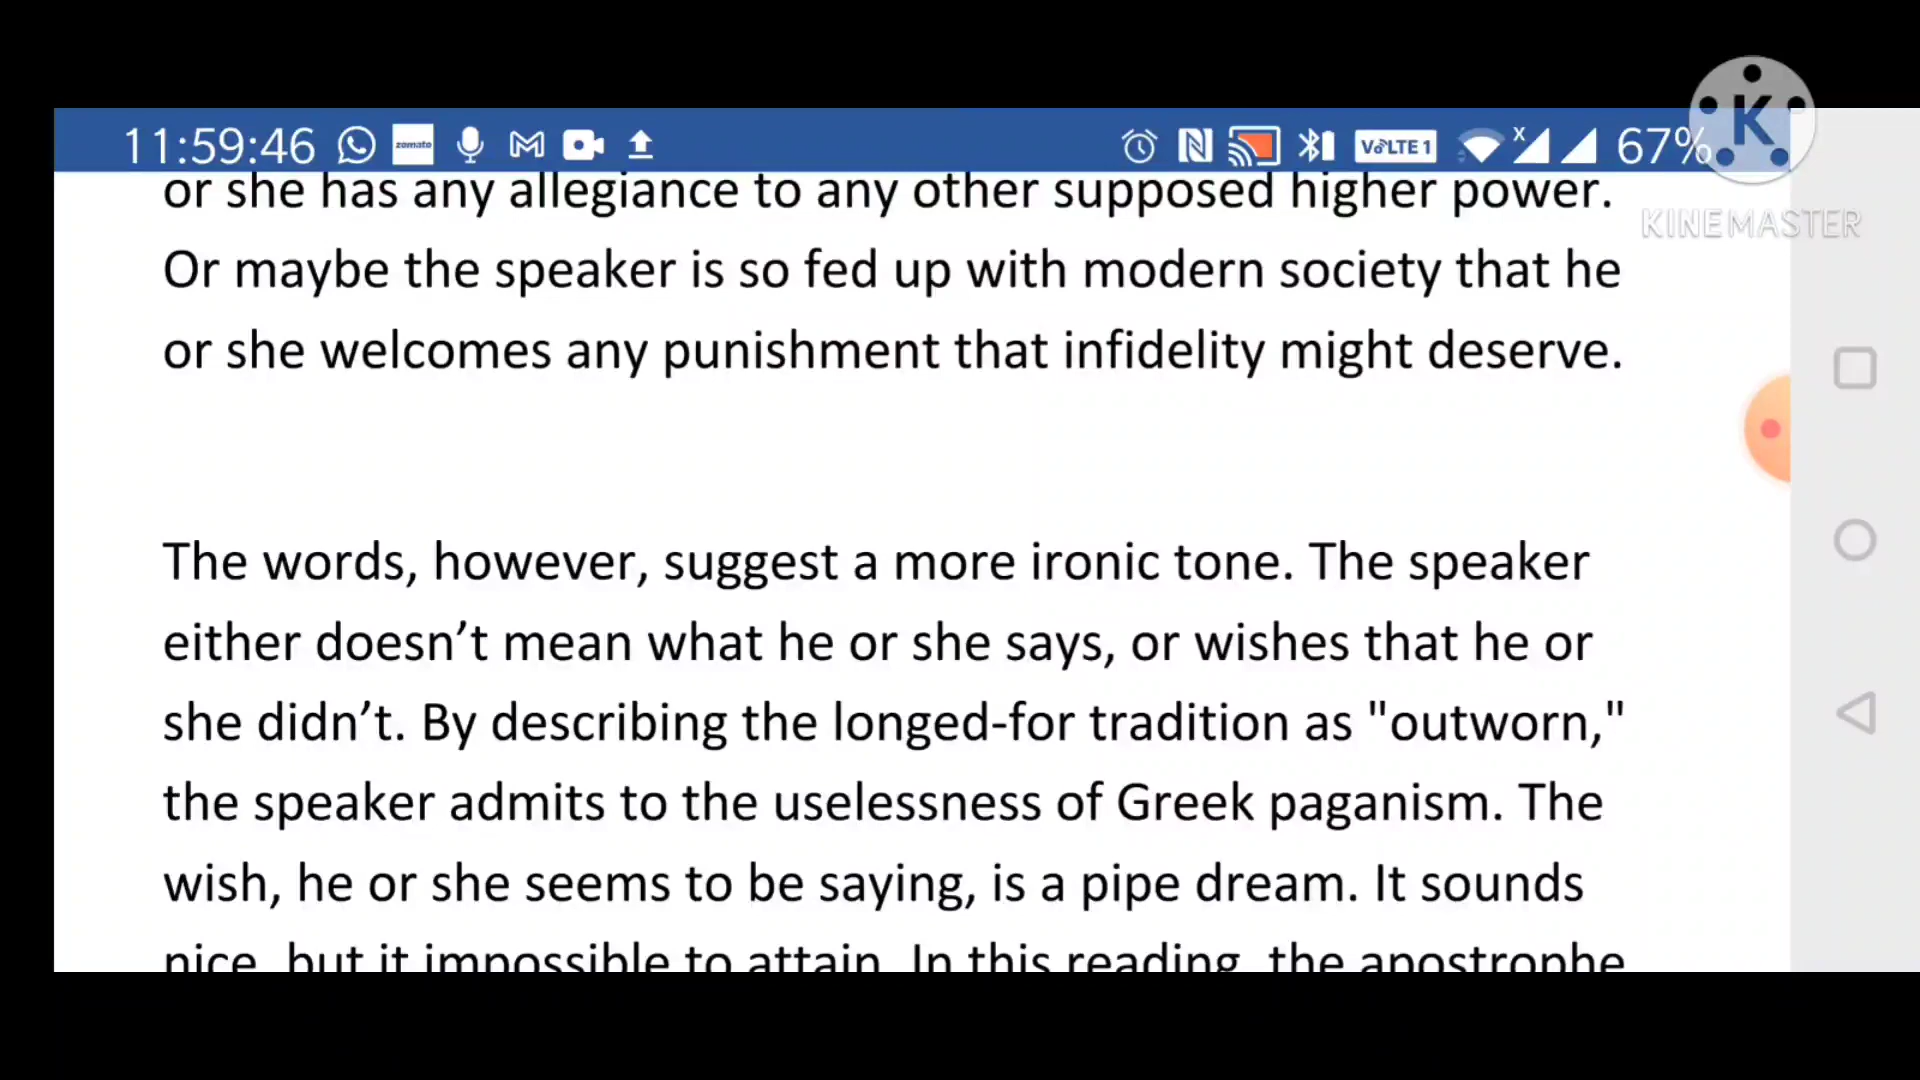 11:59:46 zomato VoLTE 1 x 67%
K
KINEMASTER
or she has any allegiance to any other supposed higher power.
Or maybe the speaker is so fed up with modern society that he
or she welcomes any punishment that infidelity might deserve.
The words, however, suggest a more ironic tone. The speaker
either doesn’t mean what he or she says, or wishes that he or
she didn’t. By describing the longed-for tradition as "outworn,"
the speaker admits to the uselessness of Greek paganism. The
wish, he or she seems to be saying, is a pipe dream. It sounds
nice, but it impossible to attain. In this reading, the apostrophe